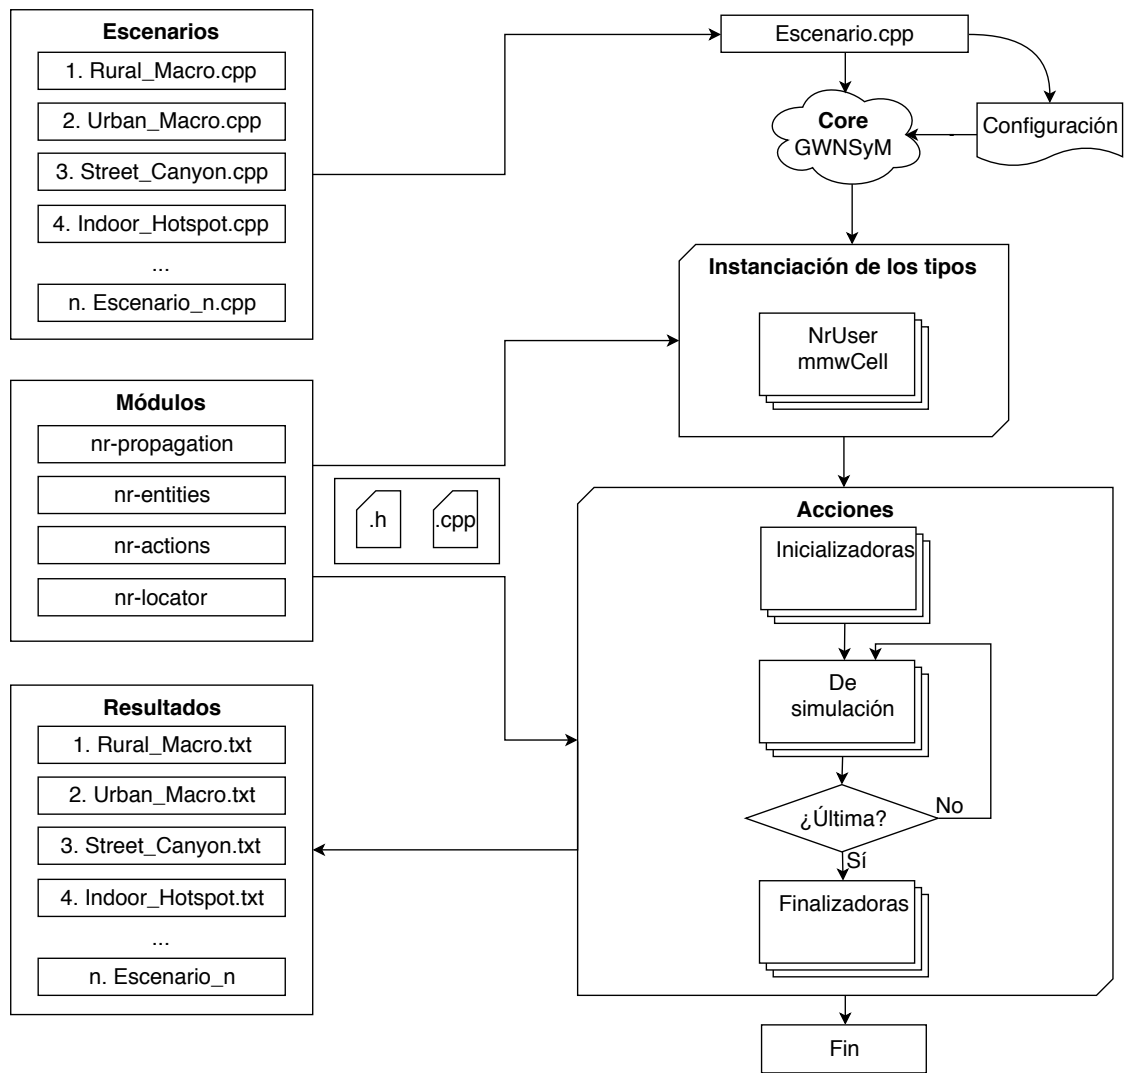 Escenarios
1. Rural_Macro.cpp
2. Urban_Macro.cpp
3. Street_Canyon.cpp
4. Indoor_Hotspot.cpp
...
n. Escenario_n.cpp
Módulos
nr-propagation
nr-entities
nr-actions
nr-locator
.h
.cpp
Resultados
1. Rural_Macro.txt
2. Urban_Macro.txt
3. Street_Canyon.txt
4. Indoor_Hotspot.txt
...
n. Escenario_n
Escenario.cpp
Core
GWNSyM
Configuración
Instanciación de los tipos
NrUser
mmwCell
Acciones
Inicializadoras
De
simulación
¿Última?
No
Sí
Finalizadoras
Fin